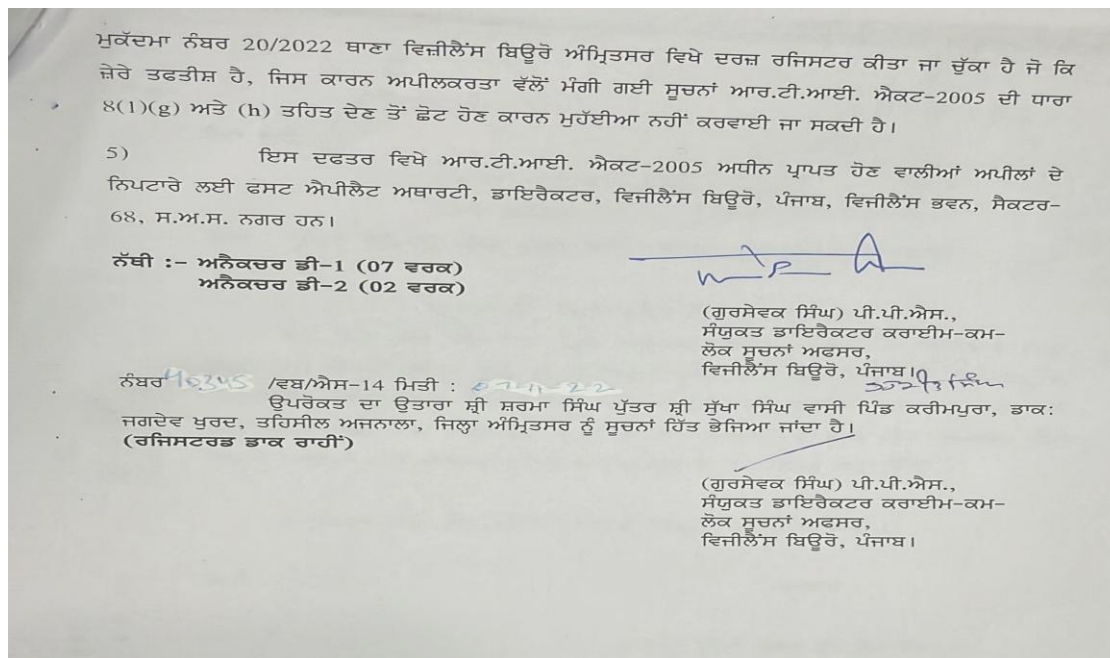 ਮੁਕੱਦਮਾ ਨੰਬਰ 20/2022 ਥਾਣਾ ਵਿਜੀਲੈਂਸ ਬਿਊਰੋ ਅੰਮ੍ਰਿਤਸਰ ਵਿਖੇ ਦਰਜ਼ ਰਜਿਸਟਰ ਕੀਤਾ ਜਾ ਚੁੱਕਾ ਹੈ ਜੋ ਕਿ
ਜ਼ੇਰੇ ਤਫਤੀਸ਼ ਹੈ, ਜਿਸ ਕਾਰਨ ਅਪੀਲਕਰਤਾ ਵੱਲੋਂ ਮੰਗੀ ਗਈ ਸੂਚਨਾਂ ਆਰ.ਟੀ.ਆਈ. ਐਕਟ-2005 ਦੀ ਧਾਰਾ
8(1)(g) ਅਤੇ (h) ਤਹਿਤ ਦੇਣ ਤੋਂ ਛੋਟ ਹੋਣ ਕਾਰਨ ਮੁਹੱਈਆ ਨਹੀਂ ਕਰਵਾਈ ਜਾ ਸਕਦੀ ਹੈ।
5) ਇਸ ਦਫਤਰ ਵਿਖੇ ਆਰ.ਟੀ.ਆਈ. ਐਕਟ-2005 ਅਧੀਨ ਪ੍ਰਾਪਤ ਹੋਣ ਵਾਲੀਆਂ ਅਪੀਲਾਂ ਦੇ
ਨਿਪਟਾਰੇ ਲਈ ਫਸਟ ਐਪੀਲੈਟ ਅਥਾਰਟੀ, ਡਾਇਰੈਕਟਰ, ਵਿਜੀਲੈਂਸ ਬਿਊਰੋ, ਪੰਜਾਬ, ਵਿਜੀਲੈਂਸ ਭਵਨ, ਸੈਕਟਰ-
68, ਸ.ਅ.ਸ. ਨਗਰ ਹਨ।
ਨੱਥੀ :- ਅਨੈਕਚਰ ਡੀ-1 (07 ਵਰਕ)
ਅਨੈਕਚਰ ਡੀ-2 (02 ਵਰਕ)
(ਗੁਰਸੇਵਕ ਸਿੰਘ) ਪੀ.ਪੀ.ਐਸ.,
ਸੰਯੁਕਤ ਡਾਇਰੈਕਟਰ ਕਰਾਈਮ-ਕਮ-
ਲੋਕ ਸੂਚਨਾਂ ਅਫਸਰ,
ਵਿਜੀਲੈਂਸ ਬਿਊਰੋ, ਪੰਜਾਬ।
ਨੰਬਰ 40345 /ਵਬ/ਐਸ-14 ਮਿਤੀ :
ਉਪਰੋਕਤ ਦਾ ਉਤਾਰਾ ਸ਼੍ਰੀ ਸ਼ਰਮਾ ਸਿੰਘ ਪੁੱਤਰ ਸ਼੍ਰੀ ਸੁੱਖਾ ਸਿੰਘ ਵਾਸੀ ਪਿੰਡ ਕਰੀਮਪੁਰਾ, ਡਾਕ:
ਜਗਦੇਵ ਖੁਰਦ, ਤਹਿਸੀਲ ਅਜਨਾਲਾ, ਜਿਲ੍ਹਾ ਅੰਮ੍ਰਿਤਸਰ ਨੂੰ ਸੂਚਨਾਂ ਹਿੱਤ ਭੇਜਿਆ ਜਾਂਦਾ ਹੈ।
(ਰਜਿਸਟਰਡ ਡਾਕ ਰਾਹੀਂ)
(ਗੁਰਸੇਵਕ ਸਿੰਘ) ਪੀ.ਪੀ.ਐਸ.,
ਸੰਯੁਕਤ ਡਾਇਰੈਕਟਰ ਕਰਾਈਮ-ਕਮ-
ਲੋਕ ਸੂਚਨਾਂ ਅਫਸਰ,
ਵਿਜੀਲੈਂਸ ਬਿਊਰੋ, ਪੰਜਾਬ।